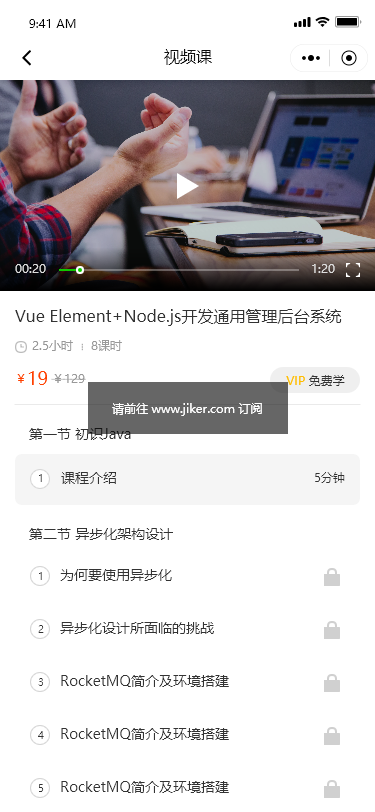 9:41 AM
视频课
00:20
1:20
Vue Element+Node.js开发通用管理后台系统
2.5小时
8课时
￥19 ￥129
VIP 免费学
请前往 www.jiker.com 订阅
第一节 初识Java
1 课程介绍 5分钟
第二节 异步化架构设计
1 为何要使用异步化
2 异步化设计所面临的挑战
3 RocketMQ简介及环境搭建
4 RocketMQ简介及环境搭建
5 RocketMQ简介及环境搭建